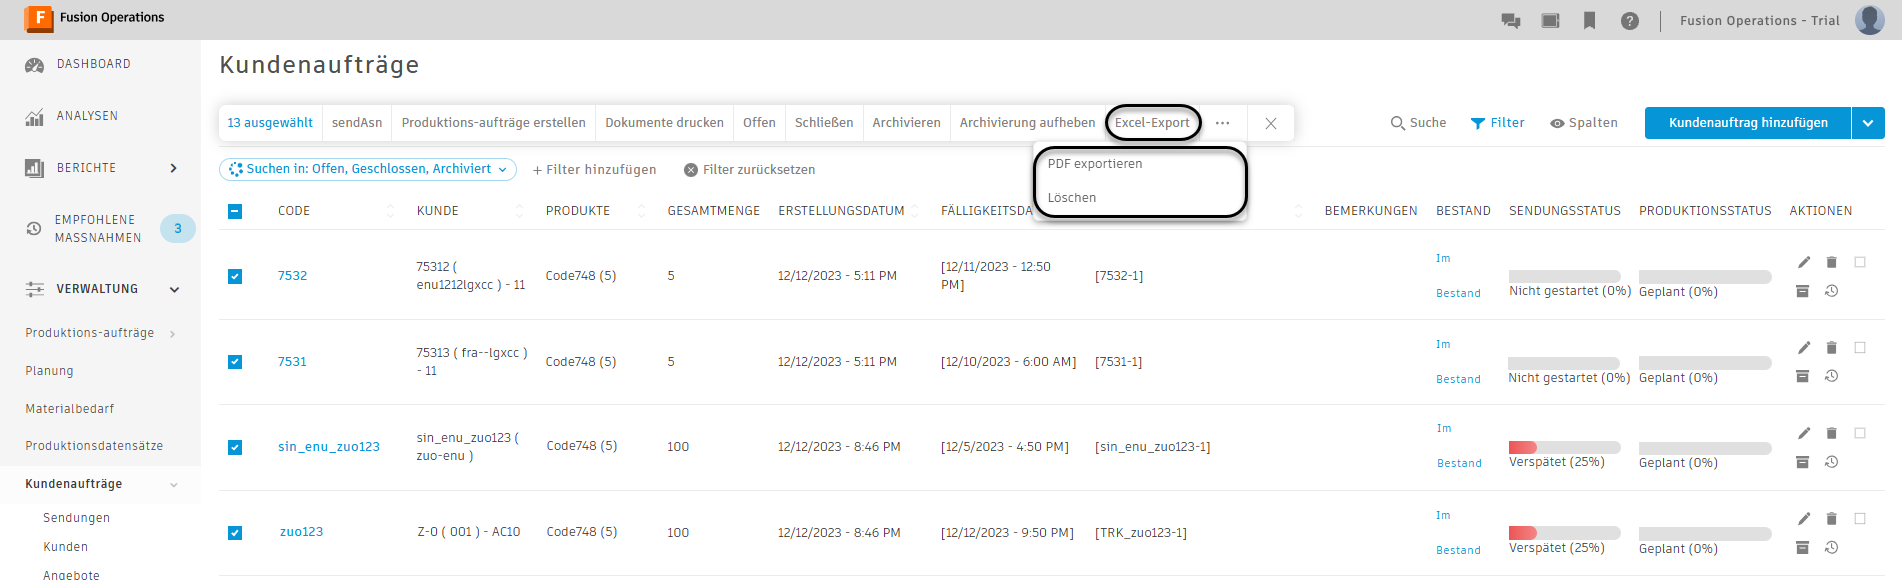 Fusion Operations
Fusion Operations - Trial
DASHBOARD
ANALYSEN
BERICHTE
EMPFOHLENE
MASSNAHMEN
3
VERWALTUNG
Produktions-aufträge
Planung
Materialbedarf
Produktionsdatensätze
Kundenaufträge
Sendungen
Kunden
Angebote
Kundenaufträge
13 ausgewählt sendAsn Produktions-aufträge erstellen Dokumente drucken Offen Schließen Archivieren Archivierung aufheben Excel-Export ...
Suche Filter Spalten Kundenauftrag hinzufügen
PDF exportieren
Löschen
Suchen in: Offen, Geschlossen, Archiviert + Filter hinzufügen Filter zurücksetzen
CODE KUNDE PRODUKTE GESAMTMENGE ERSTELLUNGSDATUM FÄLLIGKEITSDA BEMERKUNGEN BESTAND SENDUNGSSTATUS PRODUKTIONSSTATUS AKTIONEN
7532
75312 (
enu1212lgxcc ) - 11
Code748 (5)
5
12/12/2023 - 5:11 PM
[12/11/2023 - 12:50
PM]
[7532-1]
Im
Bestand
Nicht gestartet (0%)
Geplant (0%)
7531
75313 ( fra--lgxcc )
- 11
Code748 (5)
5
12/12/2023 - 5:11 PM
[12/10/2023 - 6:00 AM]
[7531-1]
Im
Bestand
Nicht gestartet (0%)
Geplant (0%)
sin_enu_zuo123
sin_enu_zuo123 (
zuo-enu )
Code748 (5)
100
12/12/2023 - 8:46 PM
[12/5/2023 - 4:50 PM]
[sin_enu_zuo123-1]
Im
Bestand
Verspätet (25%)
Geplant (0%)
zuo123
Z-0 ( 001 ) - AC10
Code748 (5)
100
12/12/2023 - 8:46 PM
[12/12/2023 - 9:50 PM]
[TRK_zuo123-1]
Im
Bestand
Verspätet (25%)
Geplant (0%)